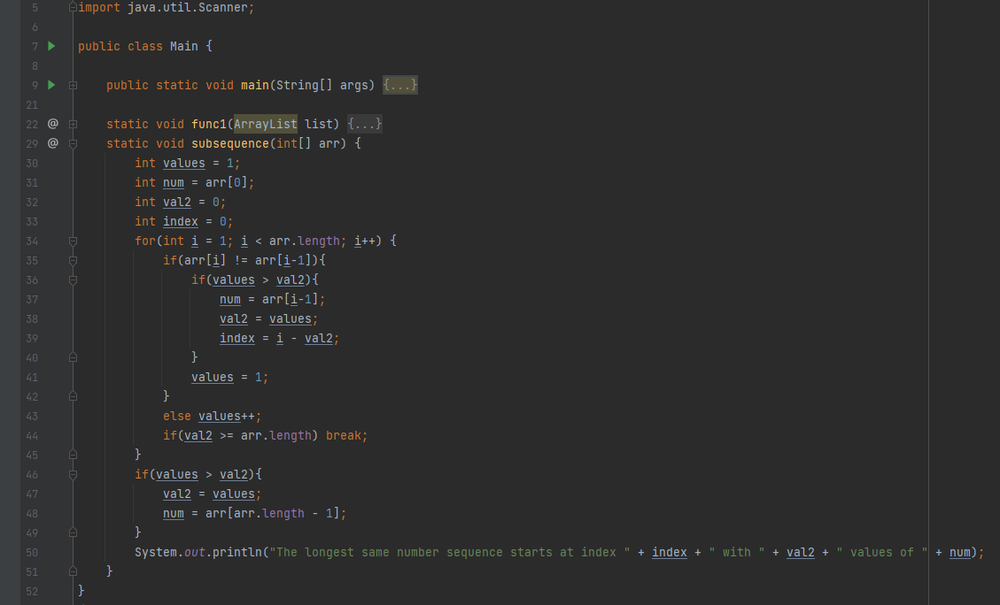 5 import java.util.Scanner;
6
7 public class Main {
8
9     public static void main(String[] args) {...}
21
22 @     static void func1(ArrayList list) {...}
29 @     static void subsequence(int[] arr) {
30         int values = 1;
31         int num = arr[0];
32         int val2 = 0;
33         int index = 0;
34         for(int i = 1; i < arr.length; i++) {
35             if(arr[i] != arr[i-1]){
36                 if(values > val2){
37                     num = arr[i-1];
38                     val2 = values;
39                     index = i - val2;
40                 }
41                 values = 1;
42             }
43             else values++;
44             if(val2 >= arr.length) break;
45         }
46         if(values > val2){
47             val2 = values;
48             num = arr[arr.length - 1];
49         }
50         System.out.println("The longest same number sequence starts at index " + index + " with " + val2 + " values of " + num);
51     }
52 }